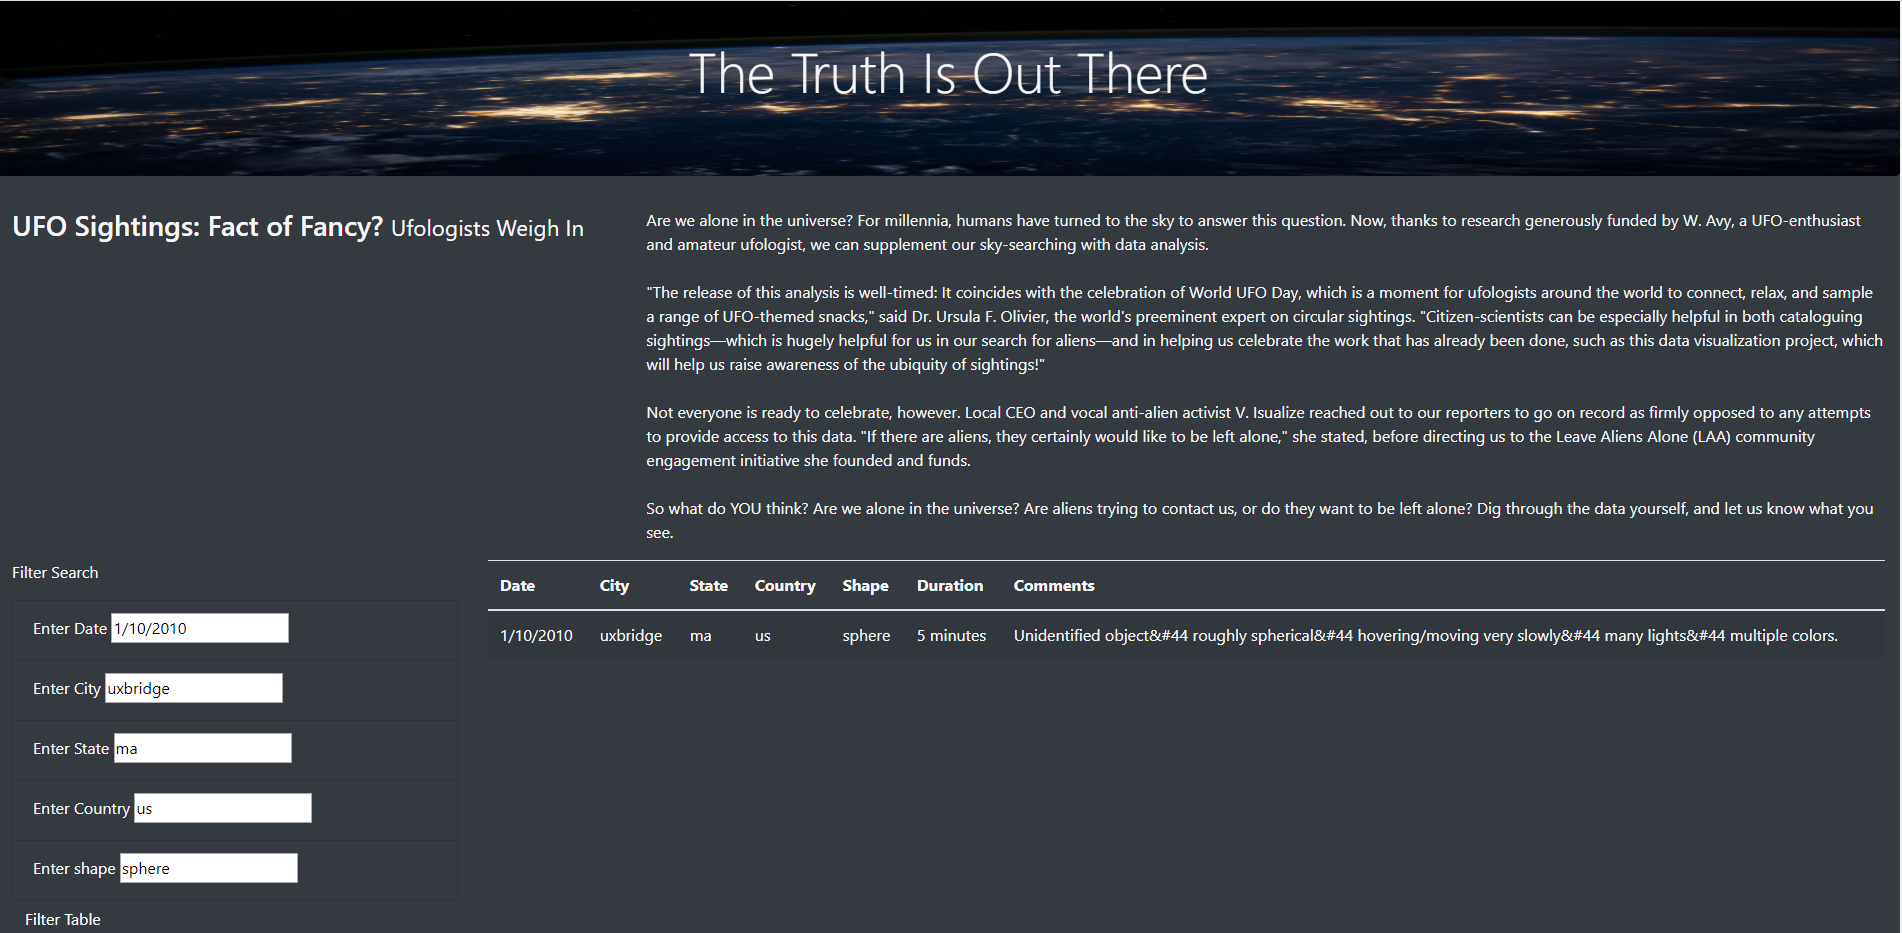 The Truth Is Out There
UFO Sightings: Fact of Fancy? Ufologists Weigh In
Are we alone in the universe? For millennia, humans have turned to the sky to answer this question. Now, thanks to research generously funded by W. Avy, a UFO-enthusiast
and amateur ufologist, we can supplement our sky-searching with data analysis.
"The release of this analysis is well-timed: It coincides with the celebration of World UFO Day, which is a moment for ufologists around the world to connect, relax, and sample
a range of UFO-themed snacks," said Dr. Ursula F. Olivier, the world's preeminent expert on circular sightings. "Citizen-scientists can be especially helpful in both cataloguing
sightings—which is hugely helpful for us in our search for aliens—and in helping us celebrate the work that has already been done, such as this data visualization project, which
will help us raise awareness of the ubiquity of sightings!"
Not everyone is ready to celebrate, however. Local CEO and vocal anti-alien activist V. Isualize reached out to our reporters to go on record as firmly opposed to any attempts
to provide access to this data. "If there are aliens, they certainly would like to be left alone," she stated, before directing us to the Leave Aliens Alone (LAA) community
engagement initiative she founded and funds.
So what do YOU think? Are we alone in the universe? Are aliens trying to contact us, or do they want to be left alone? Dig through the data yourself, and let us know what you
see.
Filter Search
Enter Date 1/10/2010
Enter City uxbridge
Enter State ma
Enter Country us
Enter shape sphere
Filter Table
Date City State Country Shape Duration Comments
1/10/2010 uxbridge ma us sphere 5 minutes Unidentified object&#44 roughly spherical&#44 hovering/moving very slowly&#44 many lights&#44 multiple colors.